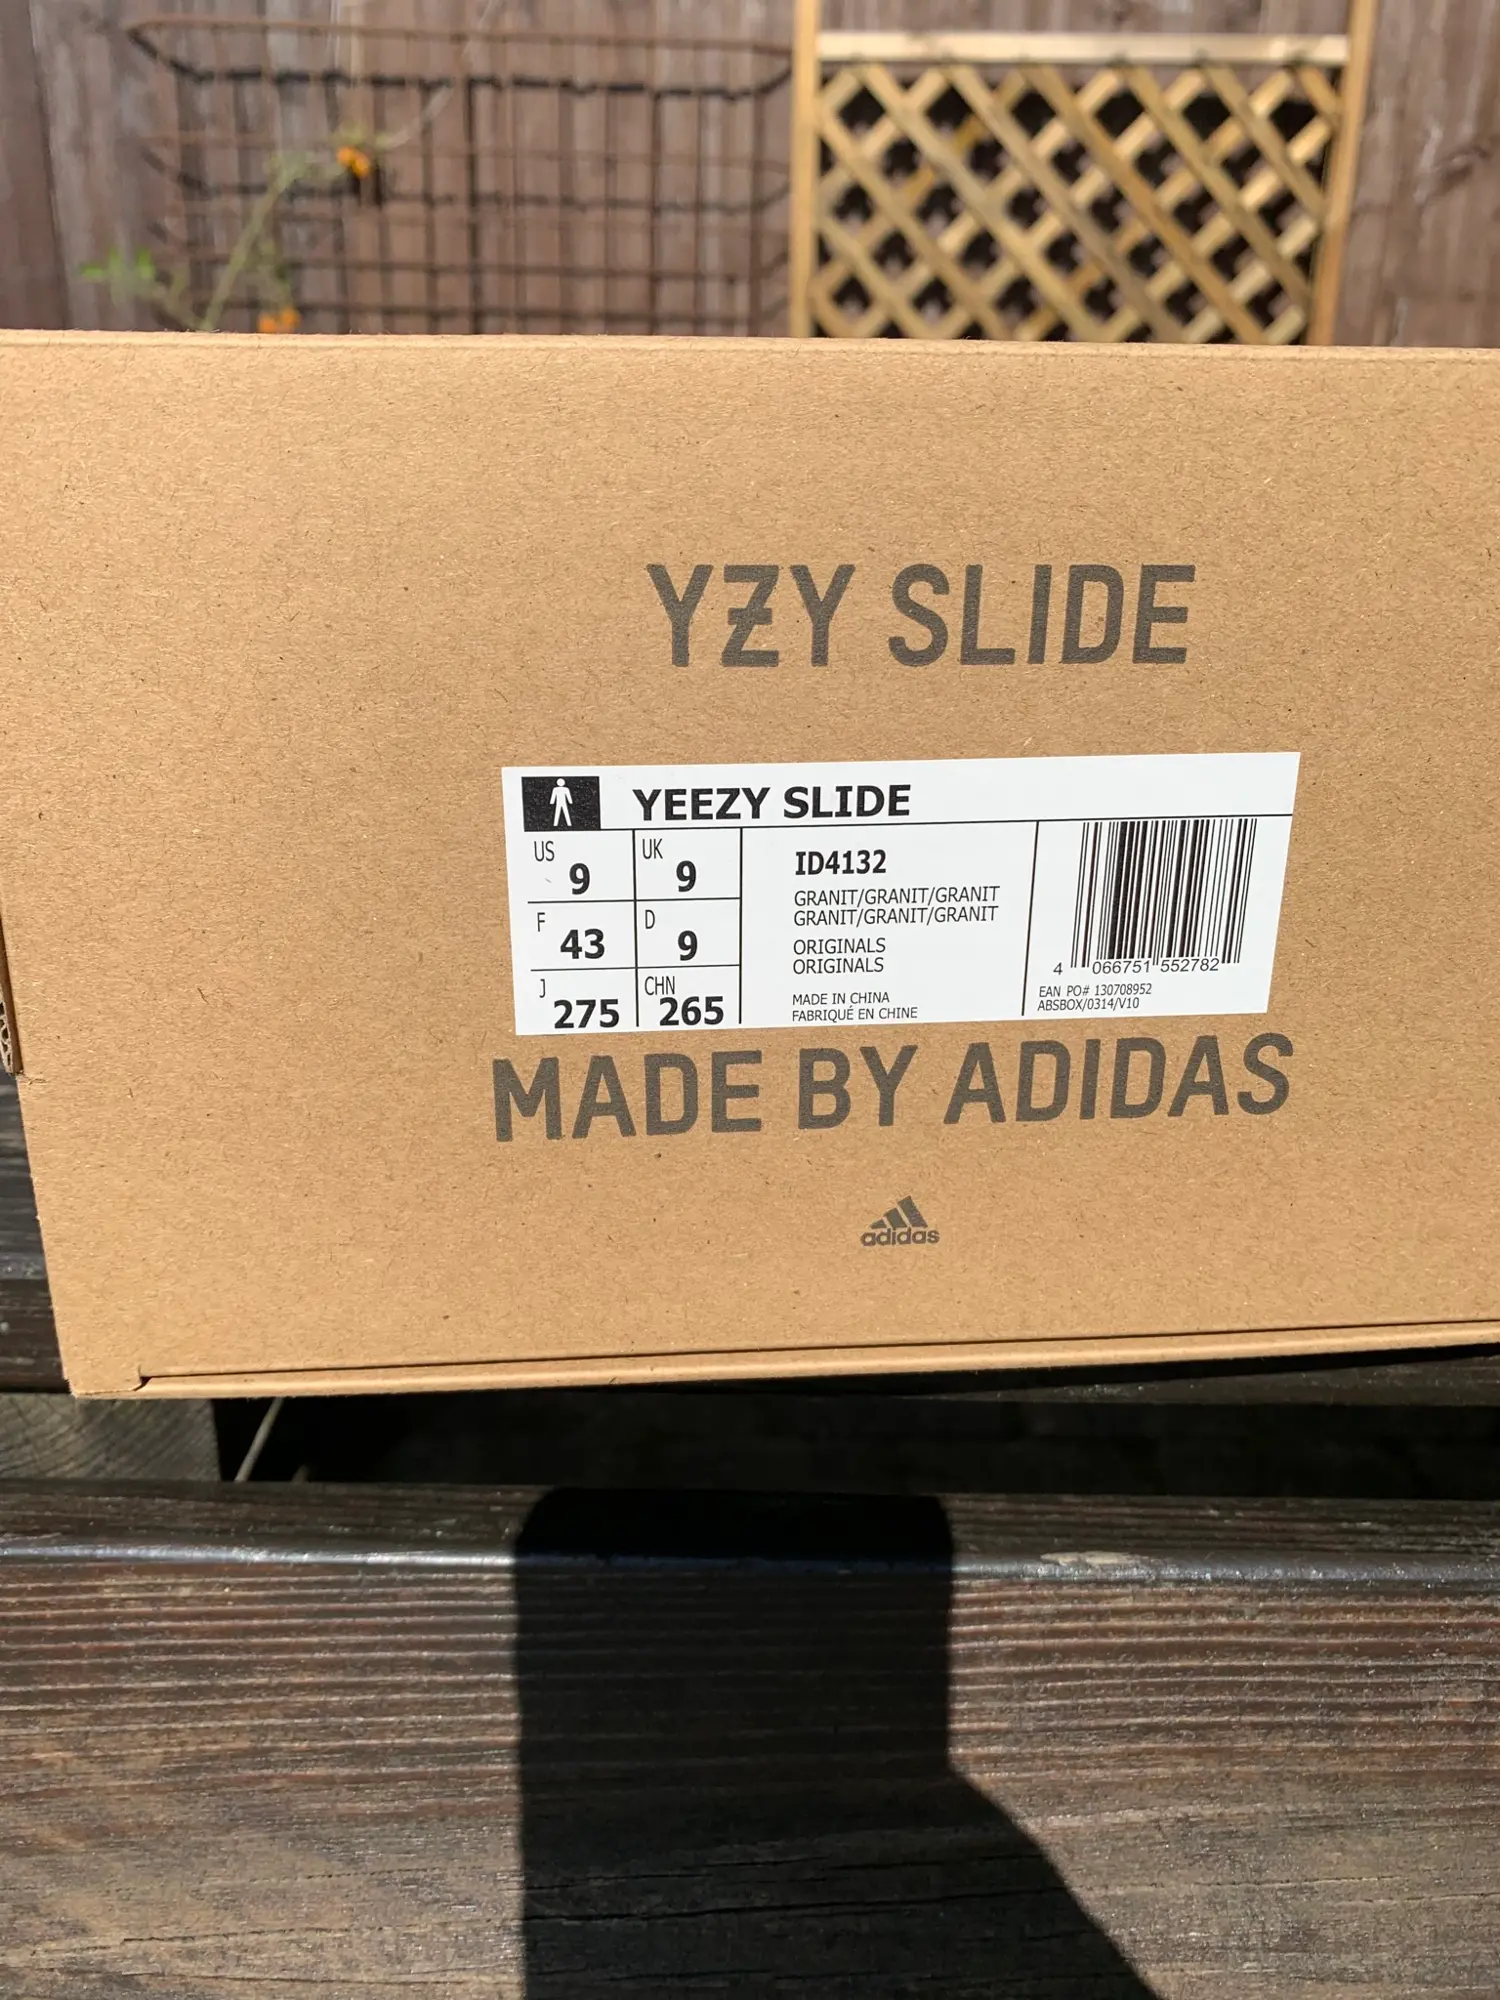 YZY SLIDE
YEEZY SLIDE
US 9 UK 9
F 43 D 9
J 275 CHN 265
ID4132
GRANIT/GRANIT/GRANIT
GRANIT/GRANIT/GRANIT
ORIGINALS
ORIGINALS
MADE IN CHINA
FABRIQUÉ EN CHINE
4 066751 552782
EAN PO# 130708952
ABSBOX/0314/V10
MADE BY ADIDAS
adidas